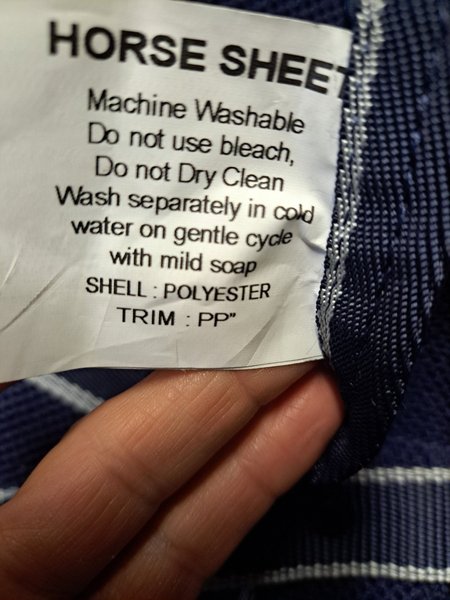 HORSE SHEET
Machine Washable
Do not use bleach,
Do not Dry Clean
Wash separately in cold
water on gentle cycle
with mild soap
SHELL : POLYESTER
TRIM : PP"